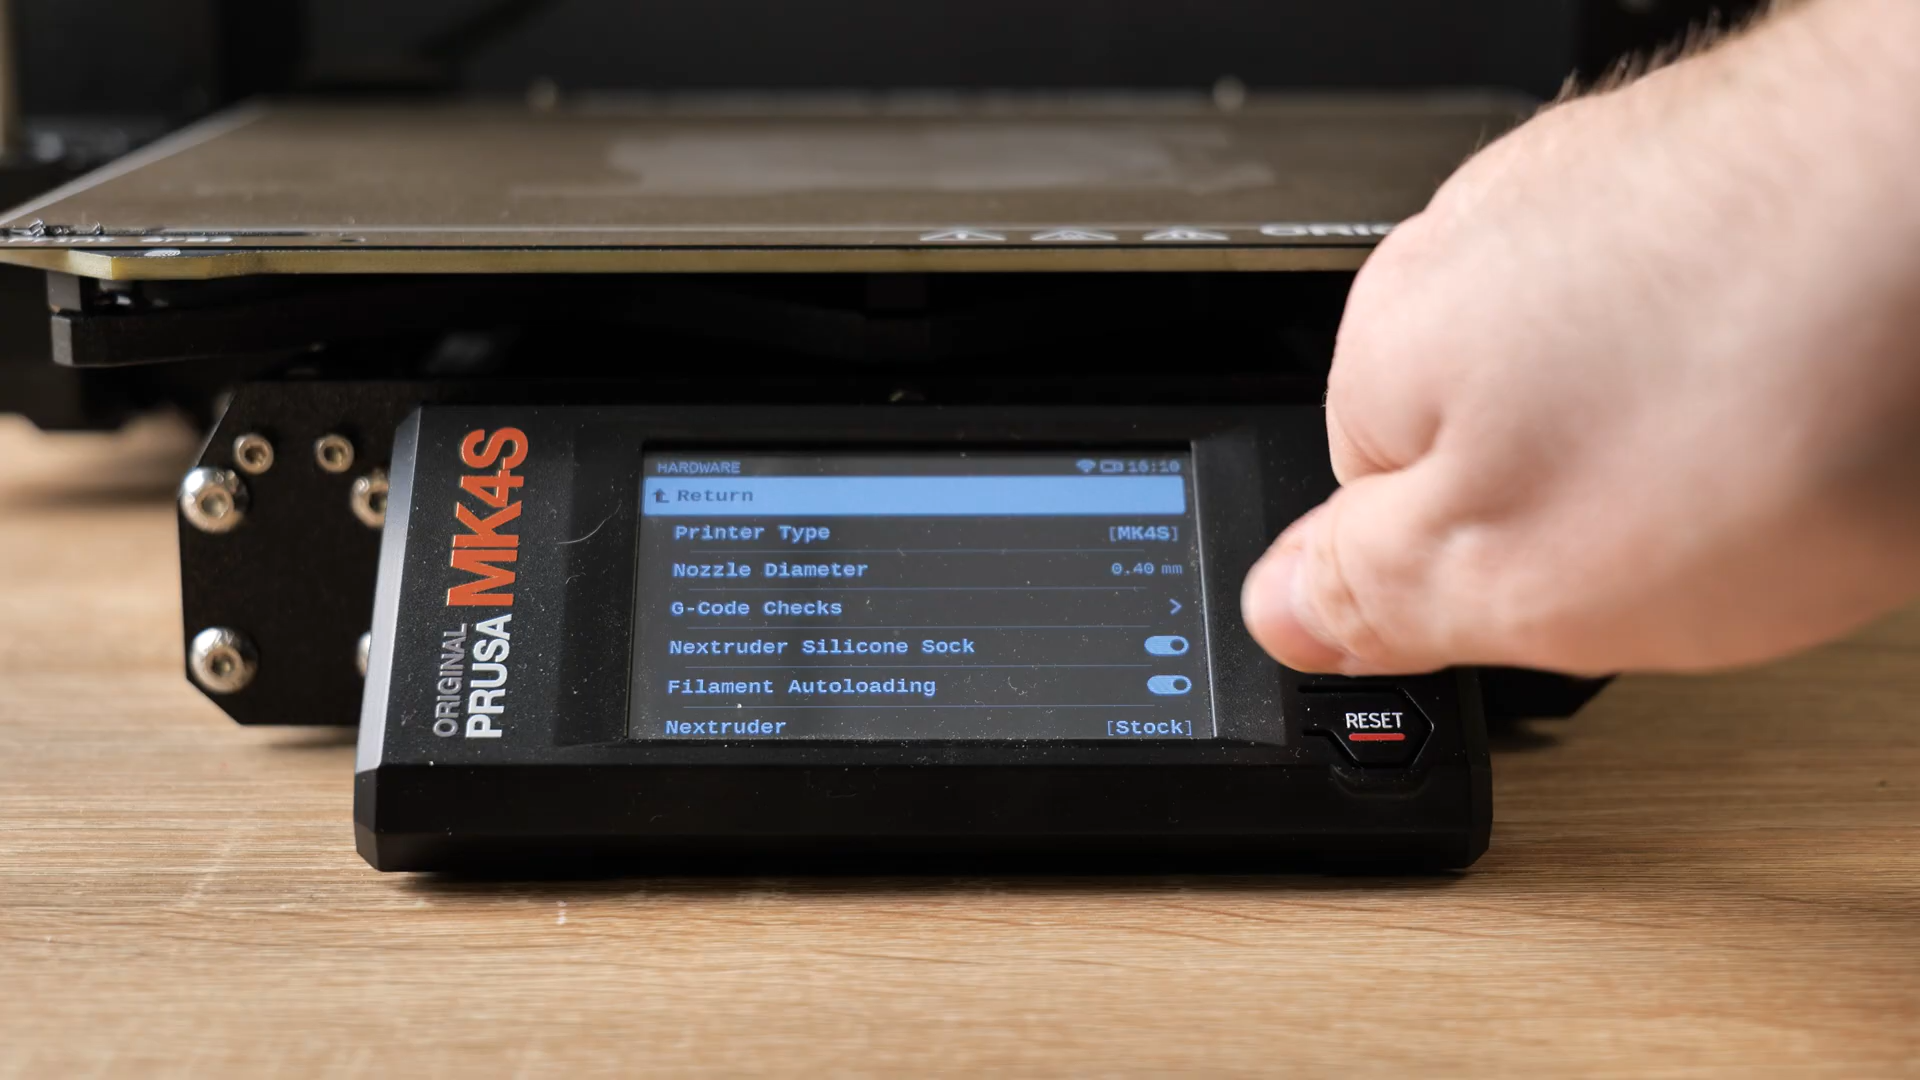 ORIGINAL
PRUSA MK4S
HARDWARE 15:10
Return
Printer Type [MK4S]
Nozzle Diameter 0.40 mm
G-Code Checks
Nextruder Silicone Sock
Filament Autoloading
Nextruder [Stock]
RESET